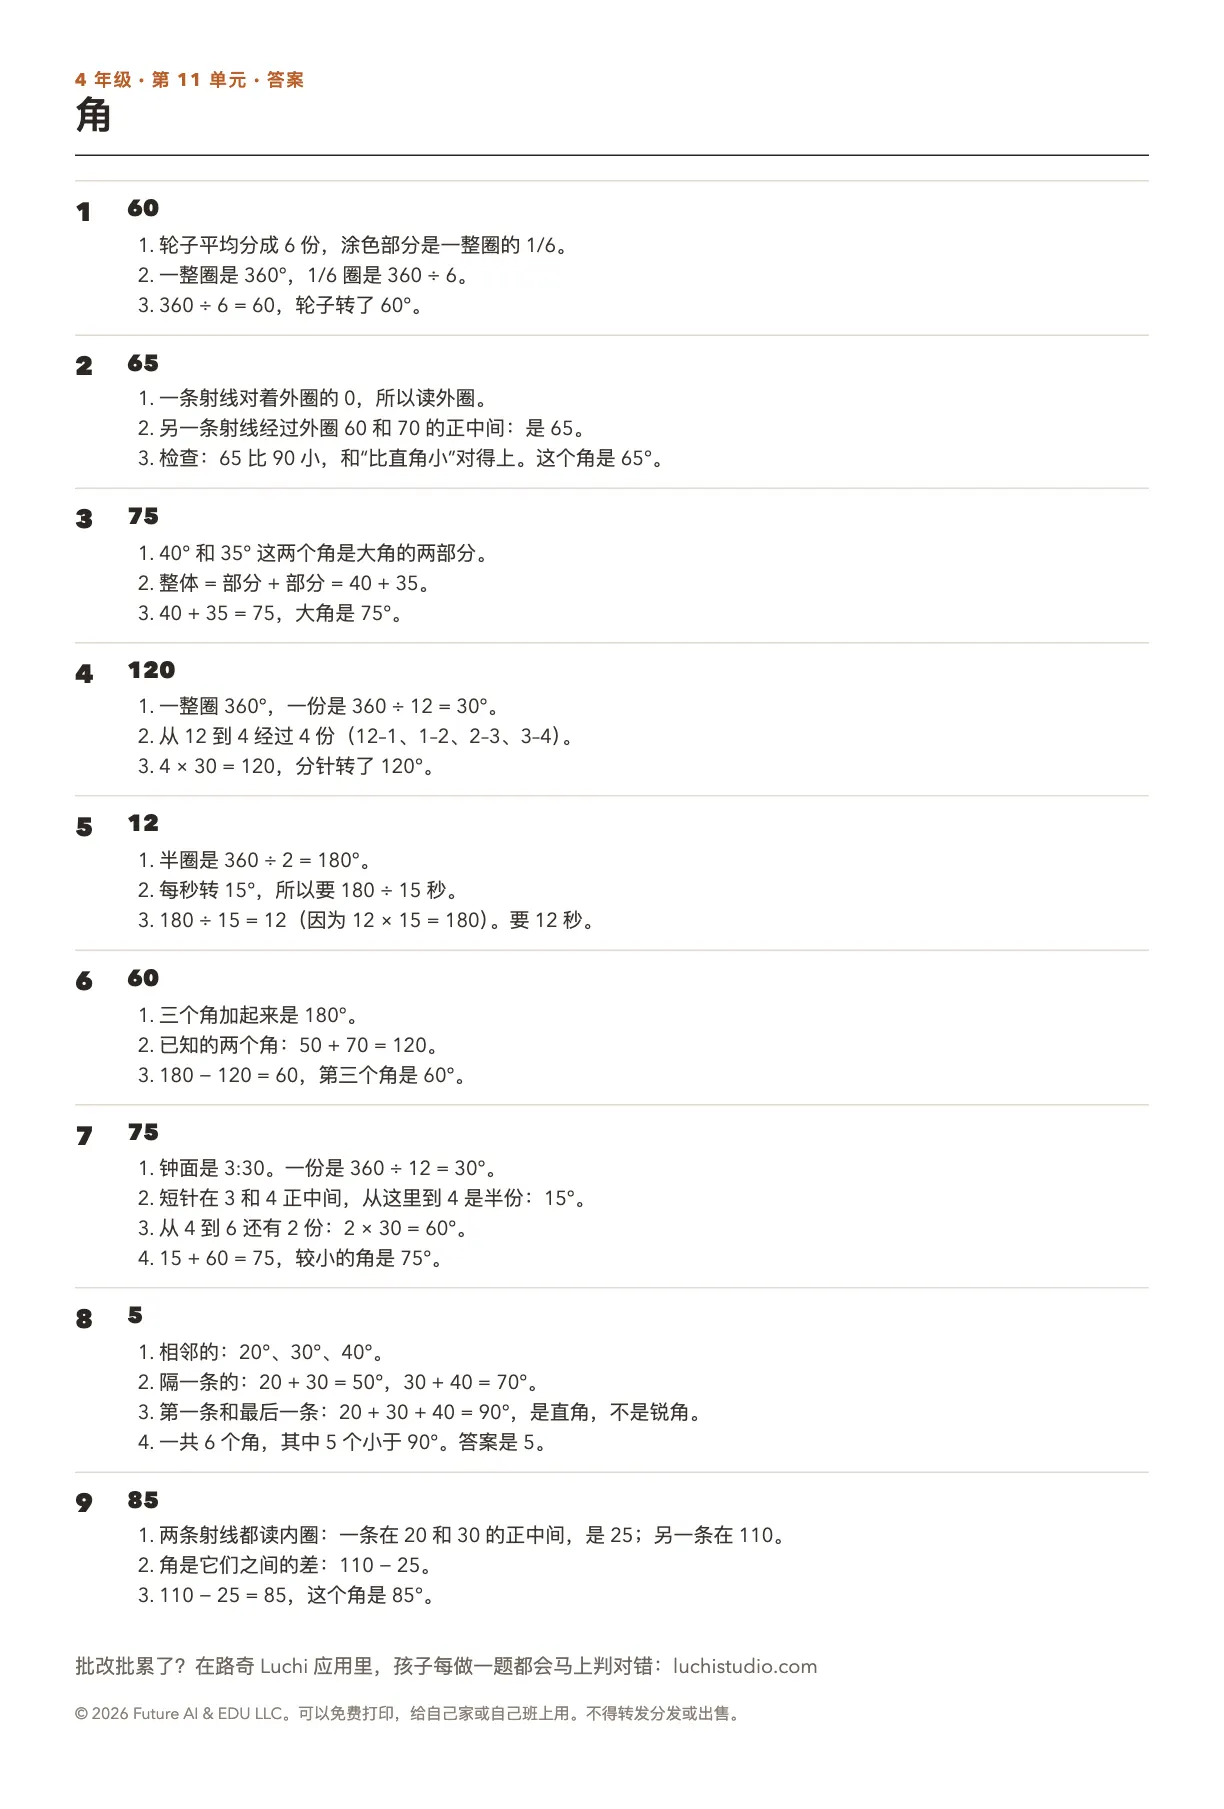 4 年级 · 第 11 单元 · 答案
角
1 60
1. 轮子平均分成 6 份，涂色部分是一整圈的 1/6。
2. 一整圈是 360°，1/6 圈是 360 ÷ 6。
3. 360 ÷ 6 = 60，轮子转了 60°。
2 65
1. 一条射线对着外圈的 0，所以读外圈。
2. 另一条射线经过外圈 60 和 70 的正中间：是 65。
3. 检查：65 比 90 小，和"比直角小"对得上。这个角是 65°。
3 75
1. 40° 和 35° 这两个角是大角的两部分。
2. 整体 = 部分 + 部分 = 40 + 35。
3. 40 + 35 = 75，大角是 75°。
4 120
1. 一整圈 360°，一份是 360 ÷ 12 = 30°。
2. 从 12 到 4 经过 4 份（12–1、1–2、2–3、3–4）。
3. 4 × 30 = 120，分针转了 120°。
5 12
1. 半圈是 360 ÷ 2 = 180°。
2. 每秒转 15°，所以要 180 ÷ 15 秒。
3. 180 ÷ 15 = 12（因为 12 × 15 = 180）。要 12 秒。
6 60
1. 三个角加起来是 180°。
2. 已知的两个角：50 + 70 = 120。
3. 180 − 120 = 60，第三个角是 60°。
7 75
1. 钟面是 3:30。一份是 360 ÷ 12 = 30°。
2. 短针在 3 和 4 正中间，从这里到 4 是半份：15°。
3. 从 4 到 6 还有 2 份：2 × 30 = 60°。
4. 15 + 60 = 75，较小的角是 75°。
8 5
1. 相邻的：20°、30°、40°。
2. 隔一条的：20 + 30 = 50°，30 + 40 = 70°。
3. 第一条和最后一条：20 + 30 + 40 = 90°，是直角，不是锐角。
4. 一共 6 个角，其中 5 个小于 90°。答案是 5。
9 85
1. 两条射线都读内圈：一条在 20 和 30 的正中间，是 25；另一条在 110。
2. 角是它们之间的差：110 − 25。
3. 110 − 25 = 85，这个角是 85°。
批改批累了？在路奇 Luchi 应用里，孩子每做一题都会马上判对错：luchistudio.com
© 2026 Future AI & EDU LLC。可以免费打印，给自己家或自己班上用。不得转发分发或出售。